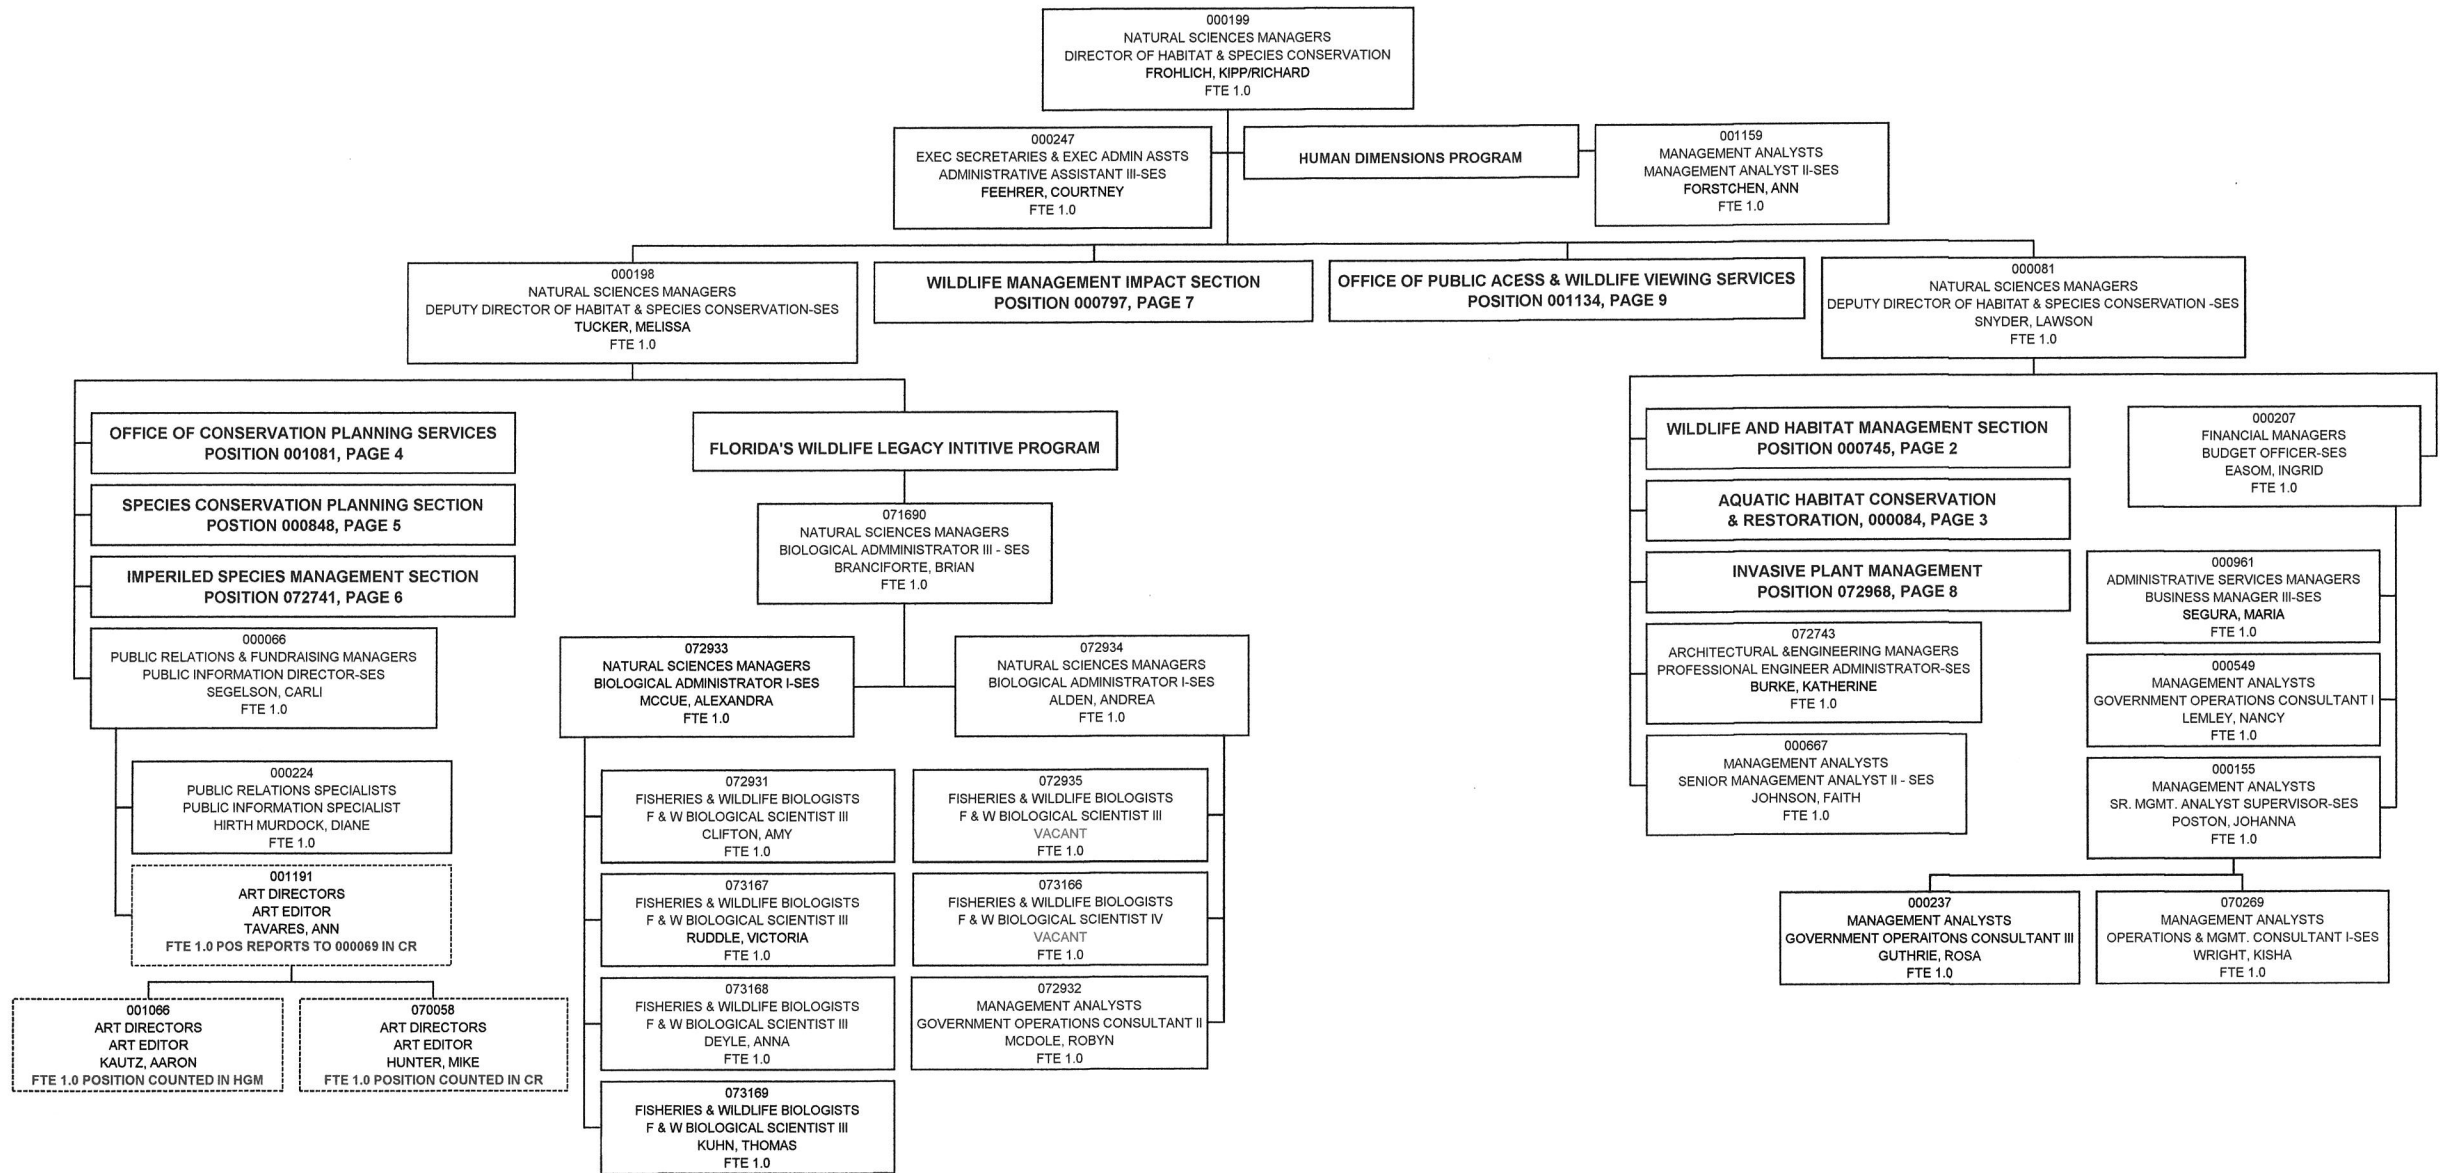 000199
NATURAL SCIENCES MANAGERS
DIRECTOR OF HABITAT & SPECIES CONSERVATION
FROHLICH, KIPP/RICHARD
FTE 1.0
000247
EXEC SECRETARIES & EXEC ADMIN ASSTS
ADMINISTRATIVE ASSISTANT III-SES
FEEHRER, COURTNEY
FTE 1.0
HUMAN DIMENSIONS PROGRAM
001159
MANAGEMENT ANALYSTS
MANAGEMENT ANALYST II-SES
FORSTCHEN, ANN
FTE 1.0
000198
NATURAL SCIENCES MANAGERS
DEPUTY DIRECTOR OF HABITAT & SPECIES CONSERVATION-SES
TUCKER, MELISSA
FTE 1.0
WILDLIFE MANAGEMENT IMPACT SECTION
POSITION 000797, PAGE 7
OFFICE OF PUBLIC ACESS & WILDLIFE VIEWING SERVICES
POSITION 001134, PAGE 9
000081
NATURAL SCIENCES MANAGERS
DEPUTY DIRECTOR OF HABITAT & SPECIES CONSERVATION -SES
SNYDER, LAWSON
FTE 1.0
OFFICE OF CONSERVATION PLANNING SERVICES
POSITION 001081, PAGE 4
SPECIES CONSERVATION PLANNING SECTION
POSTION 000848, PAGE 5
IMPERILED SPECIES MANAGEMENT SECTION
POSITION 072741, PAGE 6
000066
PUBLIC RELATIONS & FUNDRAISING MANAGERS
PUBLIC INFORMATION DIRECTOR-SES
SEGELSON, CARLI
FTE 1.0
000224
PUBLIC RELATIONS SPECIALISTS
PUBLIC INFORMATION SPECIALIST
HIRTH MURDOCK, DIANE
FTE 1.0
001191
ART DIRECTORS
ART EDITOR
TAVARES, ANN
FTE 1.0 POS REPORTS TO 000069 IN CR
001066
ART DIRECTORS
ART EDITOR
KAUTZ, AARON
FTE 1.0 POSITION COUNTED IN HGM
070058
ART DIRECTORS
ART EDITOR
HUNTER, MIKE
FTE 1.0 POSITION COUNTED IN CR
FLORIDA'S WILDLIFE LEGACY INTITIVE PROGRAM
071690
NATURAL SCIENCES MANAGERS
BIOLOGICAL ADMMINISTRATOR III - SES
BRANCIFORTE, BRIAN
FTE 1.0
072933
NATURAL SCIENCES MANAGERS
BIOLOGICAL ADMINISTRATOR I-SES
MCCUE, ALEXANDRA
FTE 1.0
072934
NATURAL SCIENCES MANAGERS
BIOLOGICAL ADMINISTRATOR I-SES
ALDEN, ANDREA
FTE 1.0
072931
FISHERIES & WILDLIFE BIOLOGISTS
F & W BIOLOGICAL SCIENTIST III
CLIFTON, AMY
FTE 1.0
073167
FISHERIES & WILDLIFE BIOLOGISTS
F & W BIOLOGICAL SCIENTIST III
RUDDLE, VICTORIA
FTE 1.0
073168
FISHERIES & WILDLIFE BIOLOGISTS
F & W BIOLOGICAL SCIENTIST III
DEYLE, ANNA
FTE 1.0
073169
FISHERIES & WILDLIFE BIOLOGISTS
F & W BIOLOGICAL SCIENTIST III
KUHN, THOMAS
FTE 1.0
072935
FISHERIES & WILDLIFE BIOLOGISTS
F & W BIOLOGICAL SCIENTIST III
VACANT
FTE 1.0
073166
FISHERIES & WILDLIFE BIOLOGISTS
F & W BIOLOGICAL SCIENTIST IV
VACANT
FTE 1.0
072932
MANAGEMENT ANALYSTS
GOVERNMENT OPERATIONS CONSULTANT II
MCDOLE, ROBYN
FTE 1.0
WILDLIFE AND HABITAT MANAGEMENT SECTION
POSITION 000745, PAGE 2
AQUATIC HABITAT CONSERVATION
& RESTORATION, 000084, PAGE 3
INVASIVE PLANT MANAGEMENT
POSITION 072968, PAGE 8
072743
ARCHITECTURAL &ENGINEERING MANAGERS
PROFESSIONAL ENGINEER ADMINISTRATOR-SES
BURKE, KATHERINE
FTE 1.0
000667
MANAGEMENT ANALYSTS
SENIOR MANAGEMENT ANALYST II - SES
JOHNSON, FAITH
FTE 1.0
000207
FINANCIAL MANAGERS
BUDGET OFFICER-SES
EASOM, INGRID
FTE 1.0
000961
ADMINISTRATIVE SERVICES MANAGERS
BUSINESS MANAGER III-SES
SEGURA, MARIA
FTE 1.0
000549
MANAGEMENT ANALYSTS
GOVERNMENT OPERATIONS CONSULTANT I
LEMLEY, NANCY
FTE 1.0
000155
MANAGEMENT ANALYSTS
SR. MGMT. ANALYST SUPERVISOR-SES
POSTON, JOHANNA
FTE 1.0
000237
MANAGEMENT ANALYSTS
GOVERNMENT OPERAITONS CONSULTANT III
GUTHRIE, ROSA
FTE 1.0
070269
MANAGEMENT ANALYSTS
OPERATIONS & MGMT. CONSULTANT I-SES
WRIGHT, KISHA
FTE 1.0